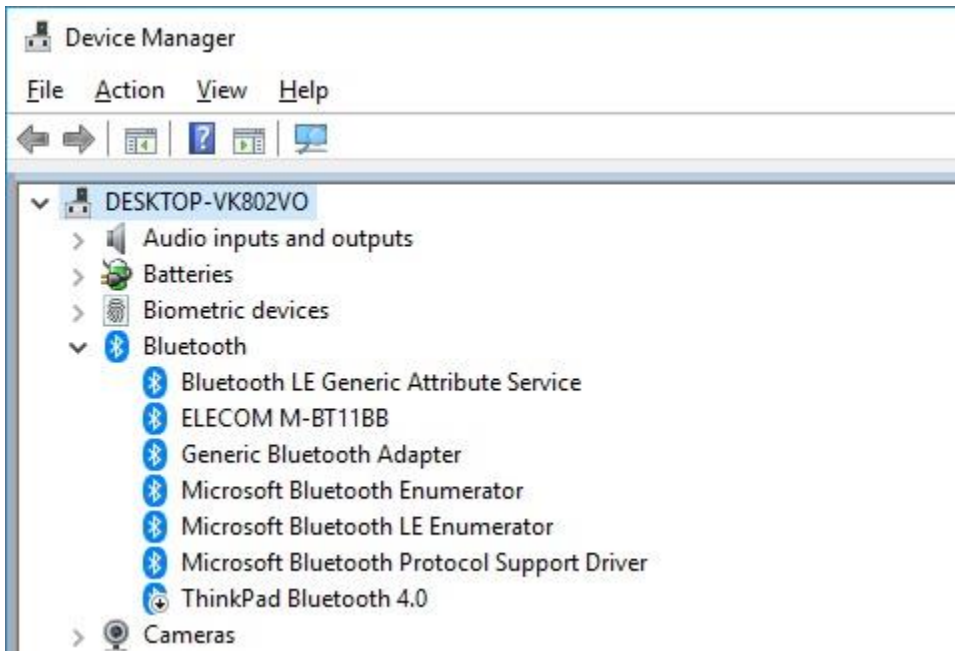 Device Manager
File Action View Help
DESKTOP-VK802VO
Audio inputs and outputs
Batteries
Biometric devices
Bluetooth
Bluetooth LE Generic Attribute Service
ELECOM M-BT11BB
Generic Bluetooth Adapter
Microsoft Bluetooth Enumerator
Microsoft Bluetooth LE Enumerator
Microsoft Bluetooth Protocol Support Driver
ThinkPad Bluetooth 4.0
Cameras